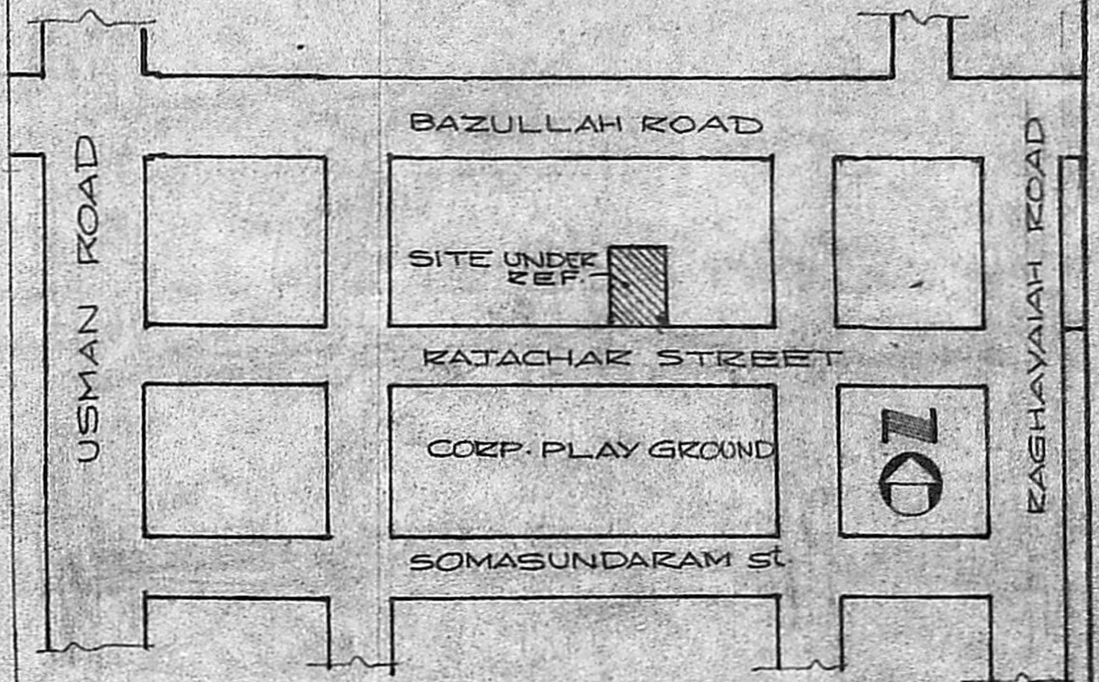 BAZULLAH ROAD
USMAN ROAD
RAGHAVAIAH ROAD
SITE UNDER
REF.
RAJACHAR STREET
CORP. PLAY GROUND
N
SOMASUNDARAM St.